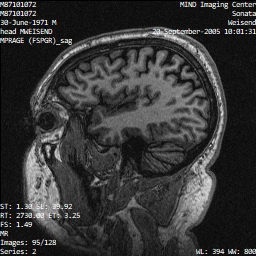 M87101072
M87101072
30-June-1971 M
head MWEISEND
MPRAGE (FSPGR)_sag
MIND Imaging Center
Sonata
Weisend
20-September-2005 10:01:31
ST: 1.30 SL: 39.92
RT: 2730.00 ET: 3.25
FS: 1.49
MR
Images: 95/128
Series: 2
WL: 394 WW: 800